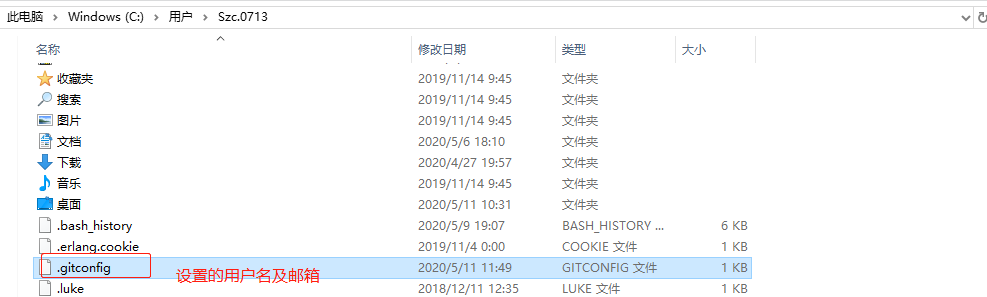 此电脑 > Windows (C:) > 用户 > Szc.0713
名称 修改日期 类型 大小
收藏夹 2019/11/14 9:45 文件夹
搜索 2019/11/14 9:45 文件夹
图片 2019/11/14 9:45 文件夹
文档 2020/5/6 18:10 文件夹
下载 2020/4/27 19:57 文件夹
音乐 2019/11/14 9:45 文件夹
桌面 2020/5/11 10:31 文件夹
.bash_history 2020/5/9 19:07 BASH_HISTORY ... 6 KB
.erlang.cookie 2019/11/4 0:00 COOKIE 文件 1 KB
.gitconfig 2020/5/11 11:49 GITCONFIG 文件 1 KB
设置的用户名及邮箱
.luke 2018/12/11 12:35 LUKE 文件 1 KB